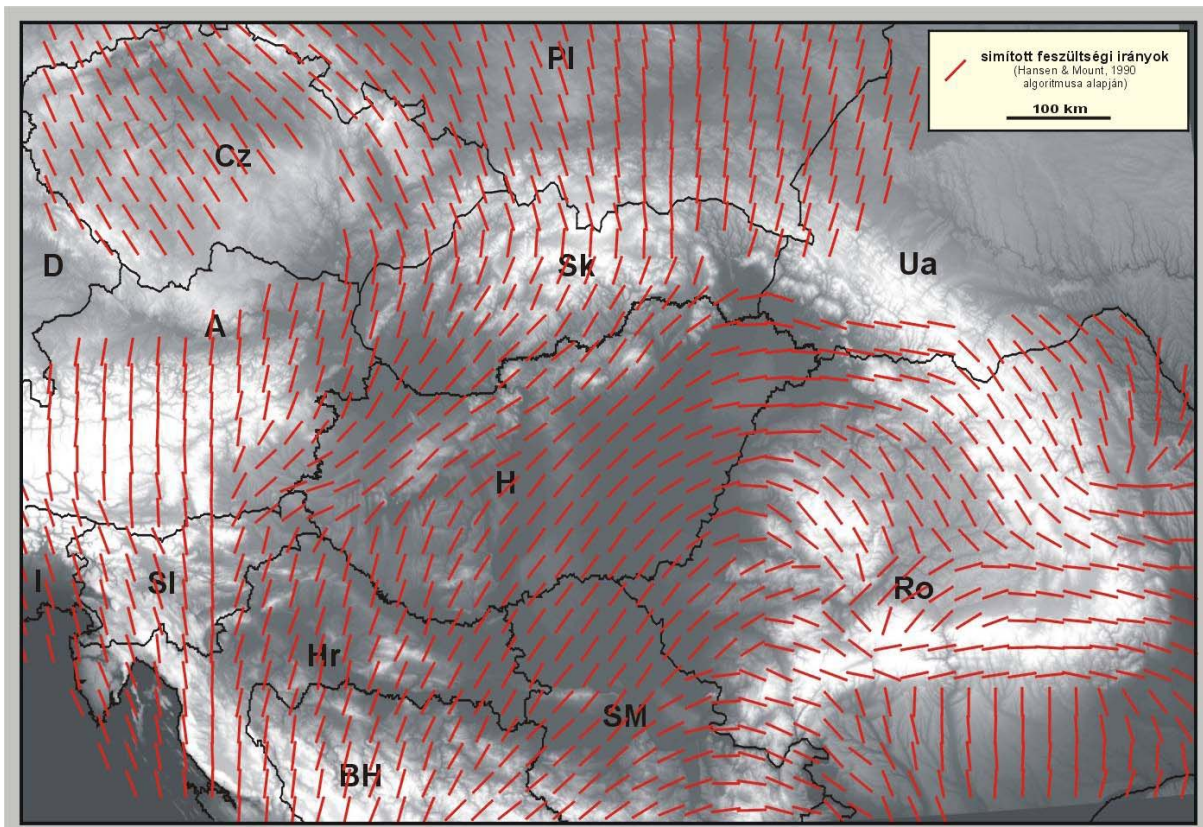 simított feszültségi irányok
(Hansen & Mount, 1990
algoritmusa alapján)
100 km
Pl
Cz
D
Sk
Ua
A
H
I
Sl
Ro
Hr
SM
BH